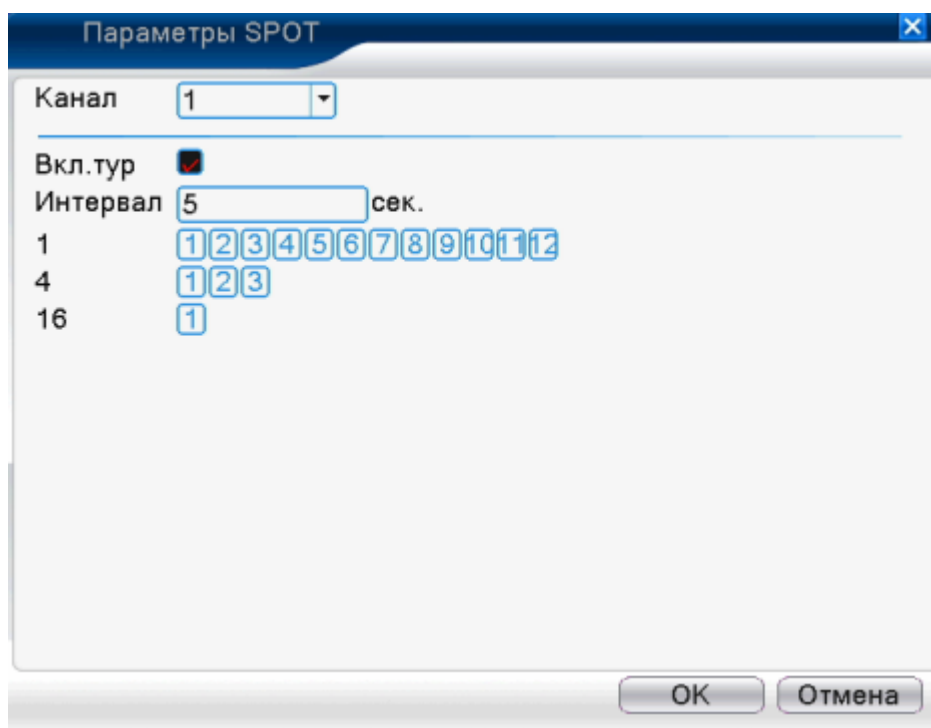 Параметры SPOT
Канал 1
Вкл.тур
Интервал 5 сек.
1 1 2 3 4 5 6 7 8 9 10 11 12
4 1 2 3
16 1
OK Отмена